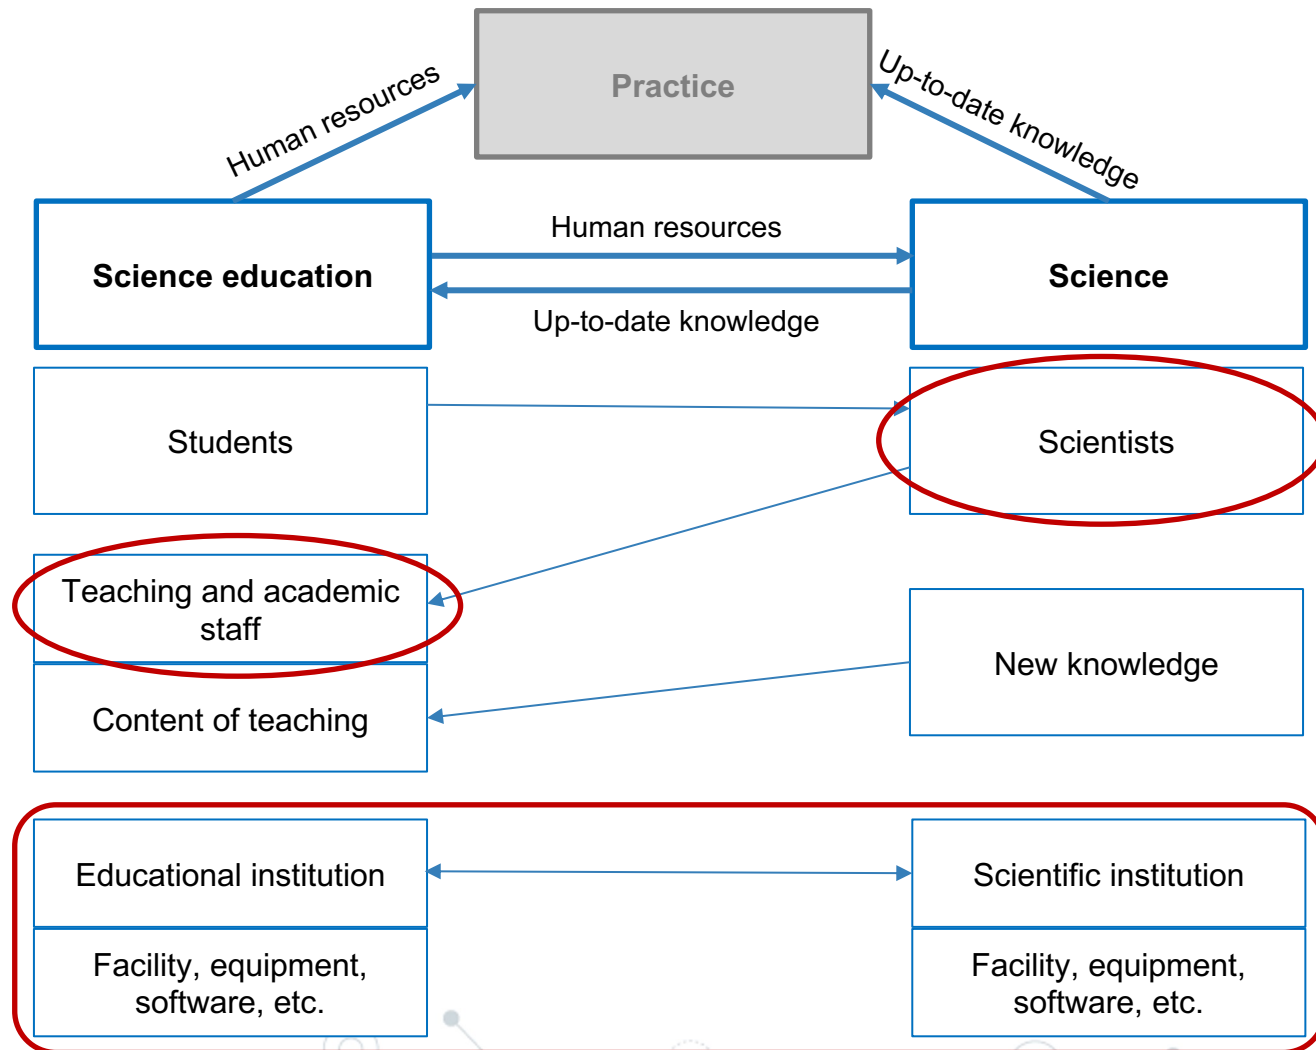 Practice
Human resources
Up-to-date knowledge
Science education
Human resources
Up-to-date knowledge
Science
Students
Scientists
Teaching and academic
staff
Content of teaching
New knowledge
Educational institution
Scientific institution
Facility, equipment,
software, etc.
Facility, equipment,
software, etc.